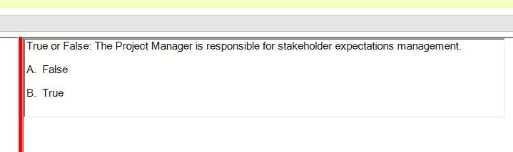 True or False: The Project Manager is responsible for stakeholder expectations management.
A. False
B. True